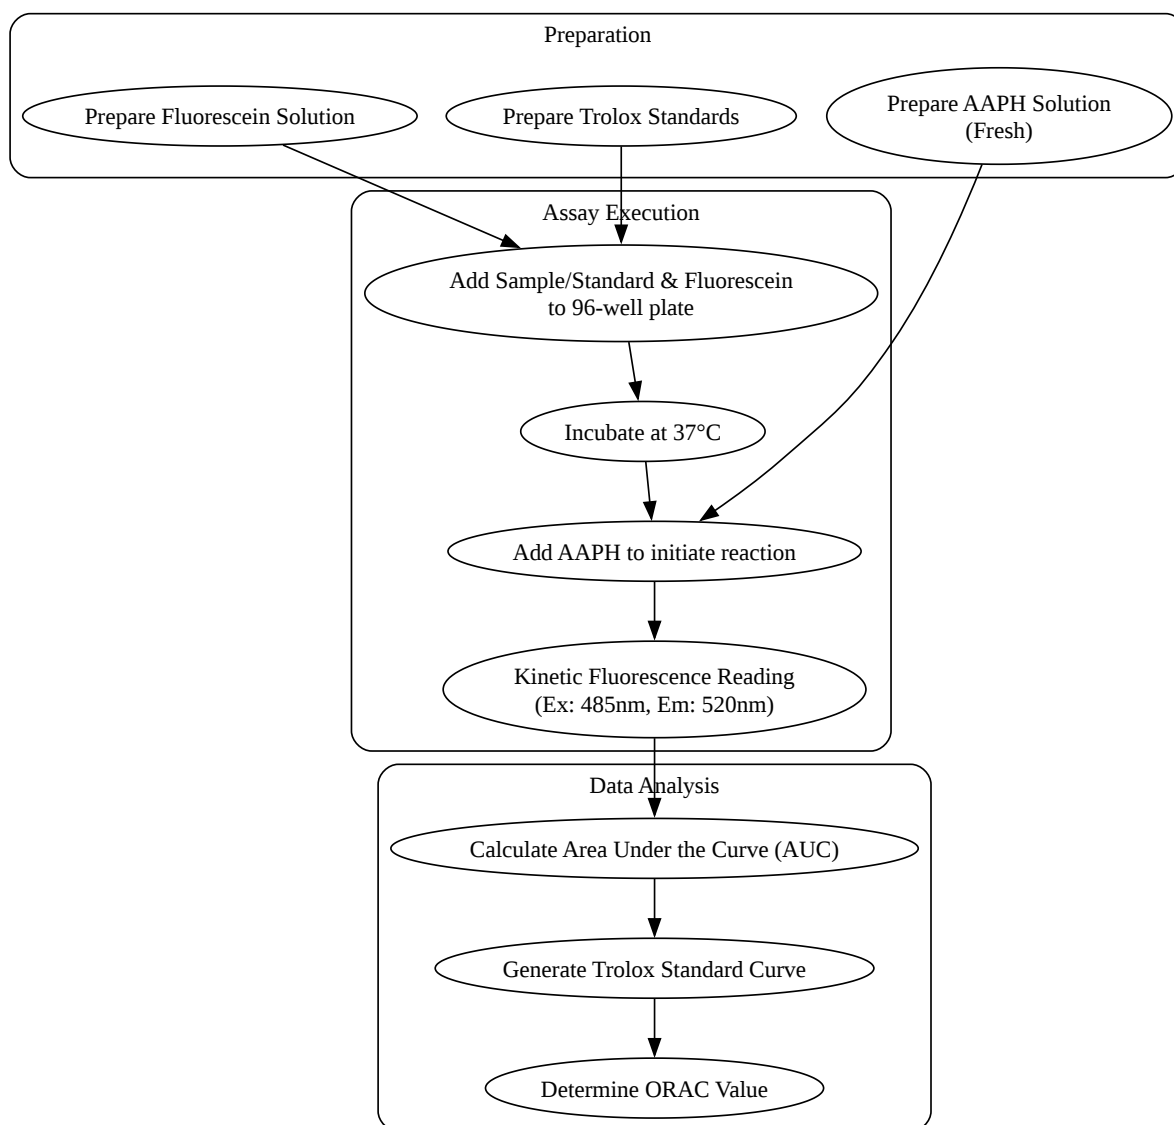 Preparation
Prepare Fluorescein Solution
Prepare Trolox Standards
Prepare AAPH Solution
(Fresh)
Assay Execution
Add Sample/Standard & Fluorescein
to 96-well plate
Incubate at 37°C
Add AAPH to initiate reaction
Kinetic Fluorescence Reading
(Ex: 485nm, Em: 520nm)
Data Analysis
Calculate Area Under the Curve (AUC)
Generate Trolox Standard Curve
Determine ORAC Value